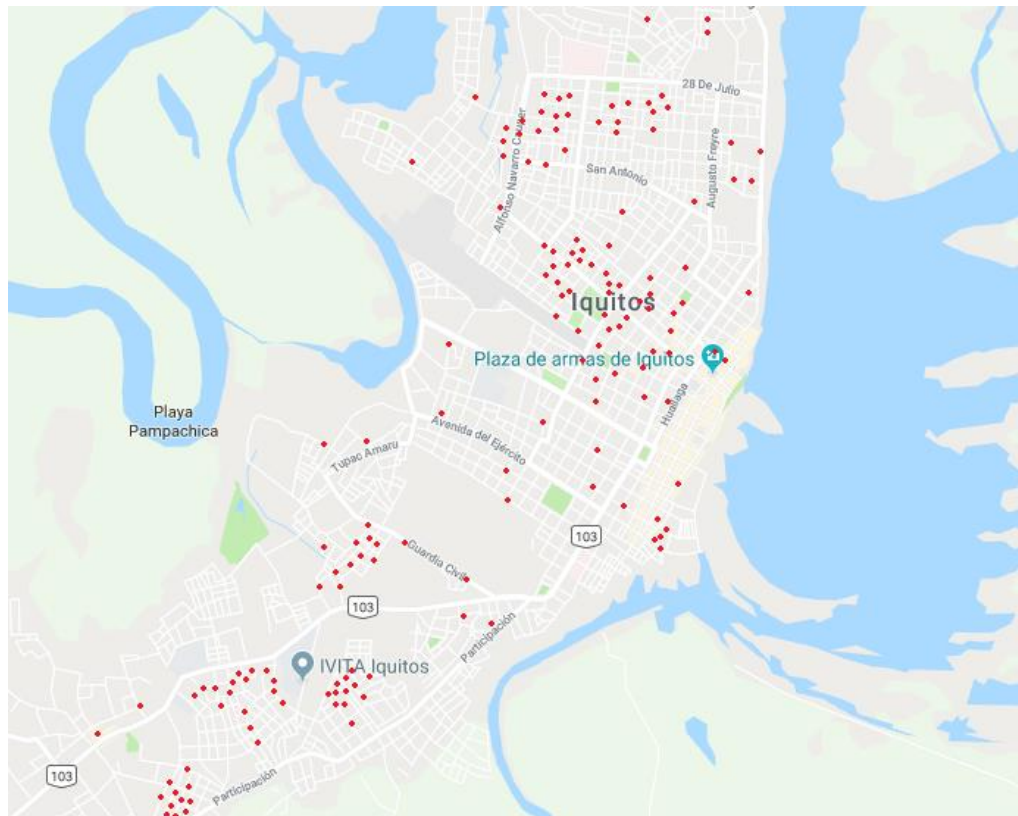 28 De Julio
Alfonso Navarro Cauper
Augusto Freyre
San Antonio
Iquitos
Plaza de armas de Iquitos
Huallaga
Playa
Pampachica
Avenida del Ejército
Tupac Amaru
103
Guardia Civil
103
Participación
IVITA Iquitos
103
Participación